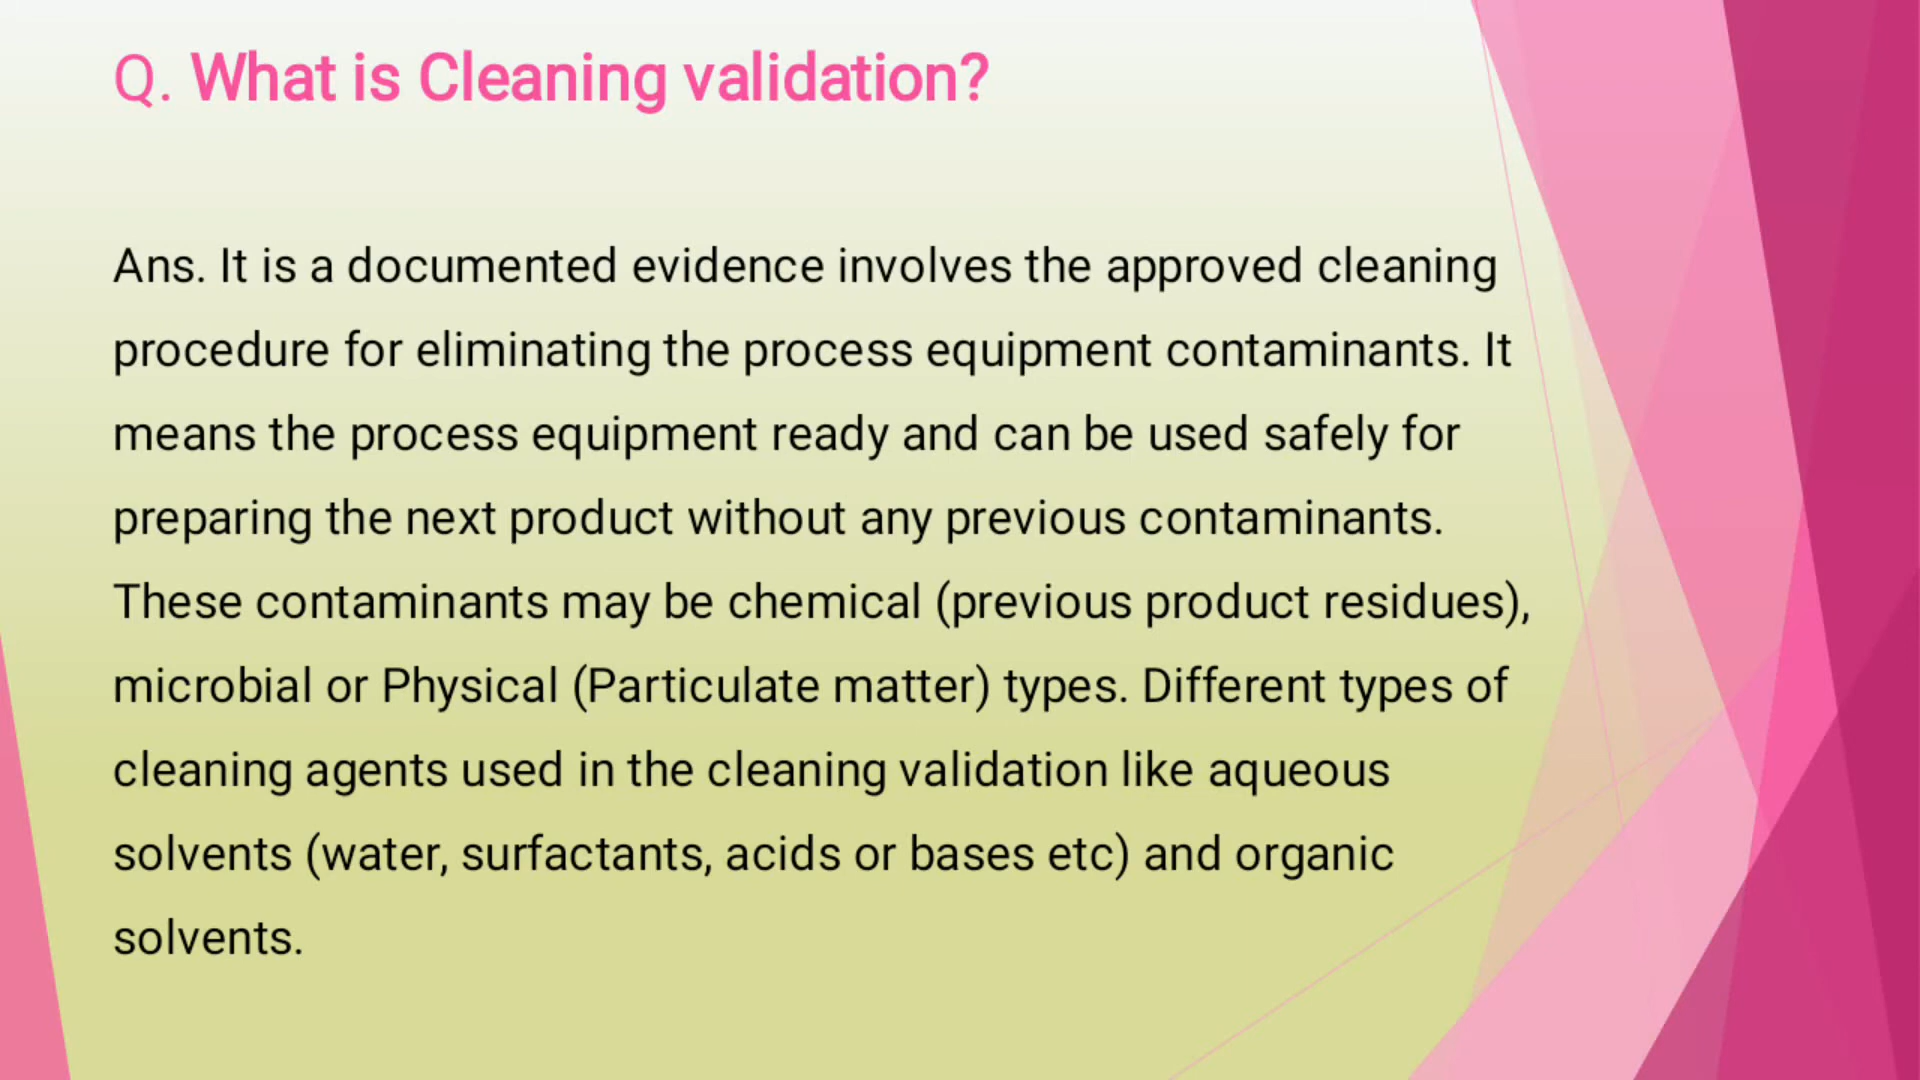 Q. What is Cleaning validation?
Ans. It is a documented evidence involves the approved cleaning
procedure for eliminating the process equipment contaminants. It
means the process equipment ready and can be used safely for
preparing the next product without any previous contaminants.
These contaminants may be chemical (previous product residues),
microbial or Physical (Particulate matter) types. Different types of
cleaning agents used in the cleaning validation like aqueous
solvents (water, surfactants, acids or bases etc) and organic
solvents.